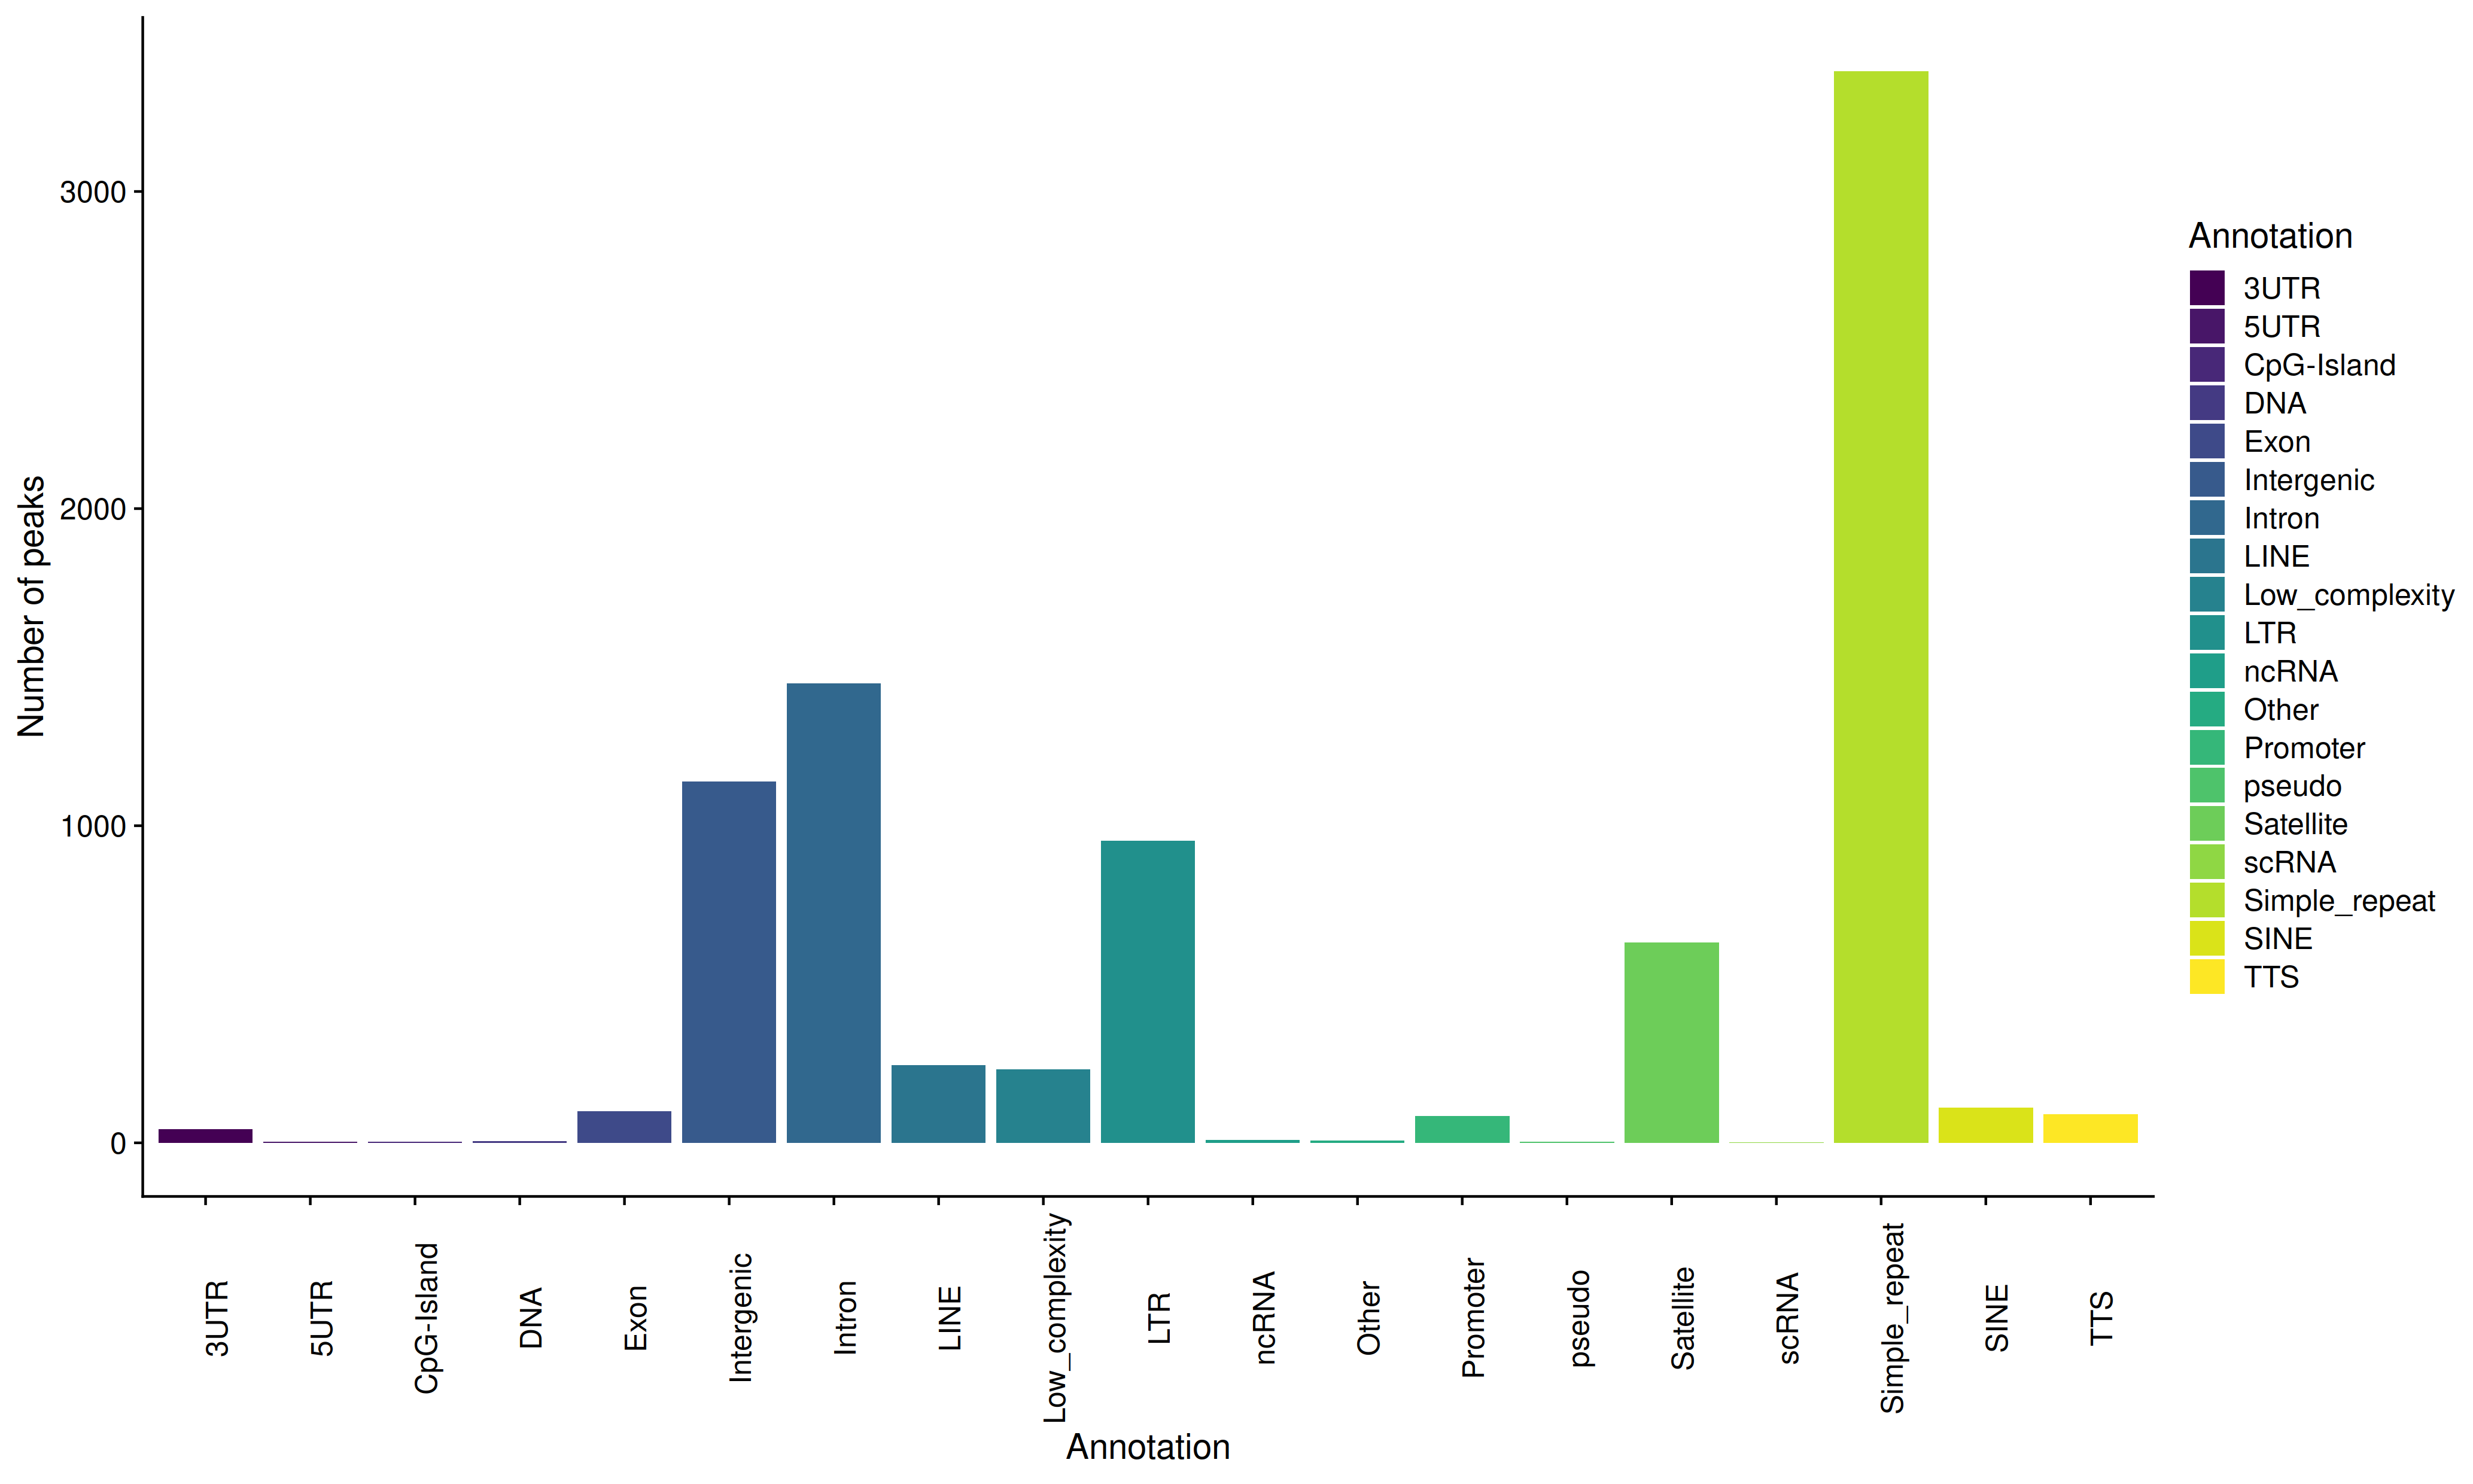 Number of peaks
3000
2000
1000
0
3UTR
5UTR
CpG-Island
DNA
Exon
Intergenic
Intron
LINE
Low_complexity
LTR
ncRNA
Other
Promoter
pseudo
Satellite
scRNA
Simple_repeat
SINE
TTS
Annotation
Annotation
3UTR
5UTR
CpG-Island
DNA
Exon
Intergenic
Intron
LINE
Low_complexity
LTR
ncRNA
Other
Promoter
pseudo
Satellite
scRNA
Simple_repeat
SINE
TTS